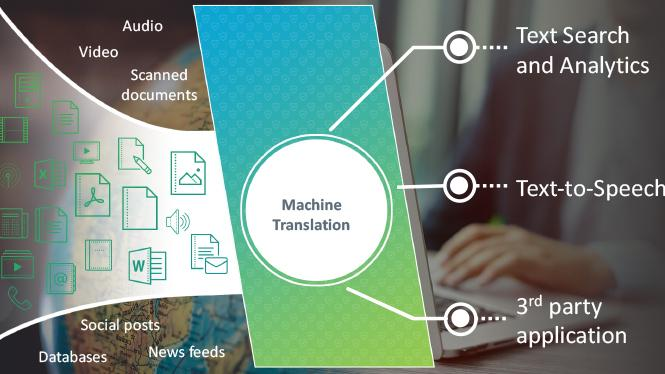 Audio
Video
Scanned
documents
Machine
Translation
Social posts
Databases
News feeds
Text Search
and Analytics
Text-to-Speech
3rd party
application
X
W
@